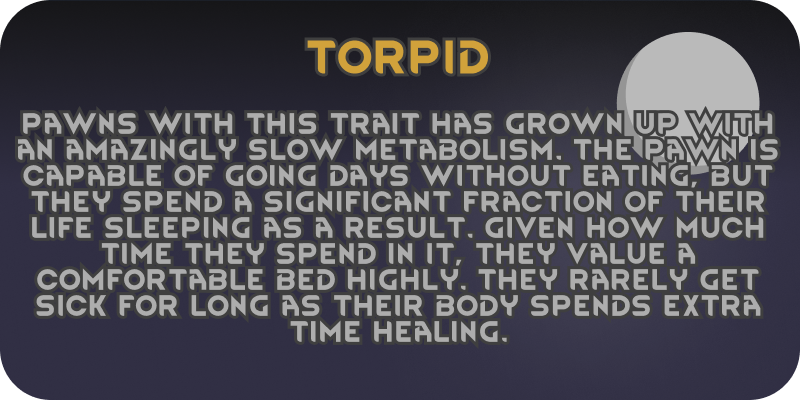 TORPID
PAWNS WITH THIS TRAIT HAS GROWN UP WITH
AN AMAZINGLY SLOW METABOLISM. THE PAWN IS
CAPABLE OF GOING DAYS WITHOUT EATING, BUT
THEY SPEND A SIGNIFICANT FRACTION OF THEIR
LIFE SLEEPING AS A RESULT. GIVEN HOW MUCH
TIME THEY SPEND IN IT, THEY VALUE A
COMFORTABLE BED HIGHLY. THEY RARELY GET
SICK FOR LONG AS THEIR BODY SPENDS EXTRA
TIME HEALING.